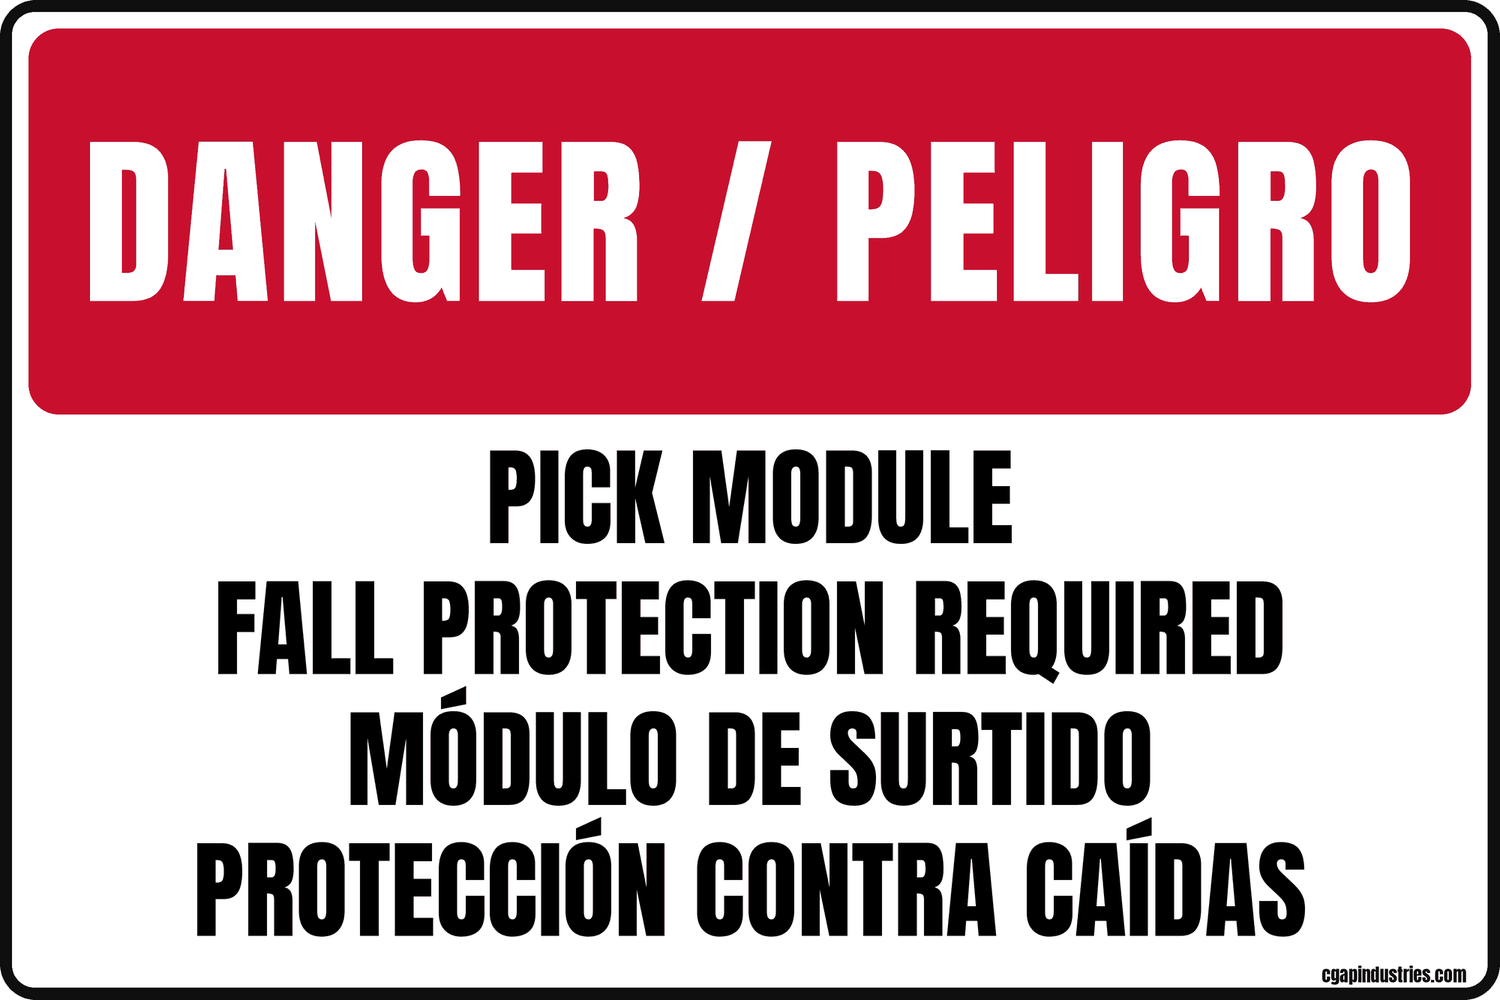 DANGER / PELIGRO
PICK MODULE
FALL PROTECTION REQUIRED
MÓDULO DE SURTIDO
PROTECCIÓN CONTRA CAÍDAS
cgapindustries.com